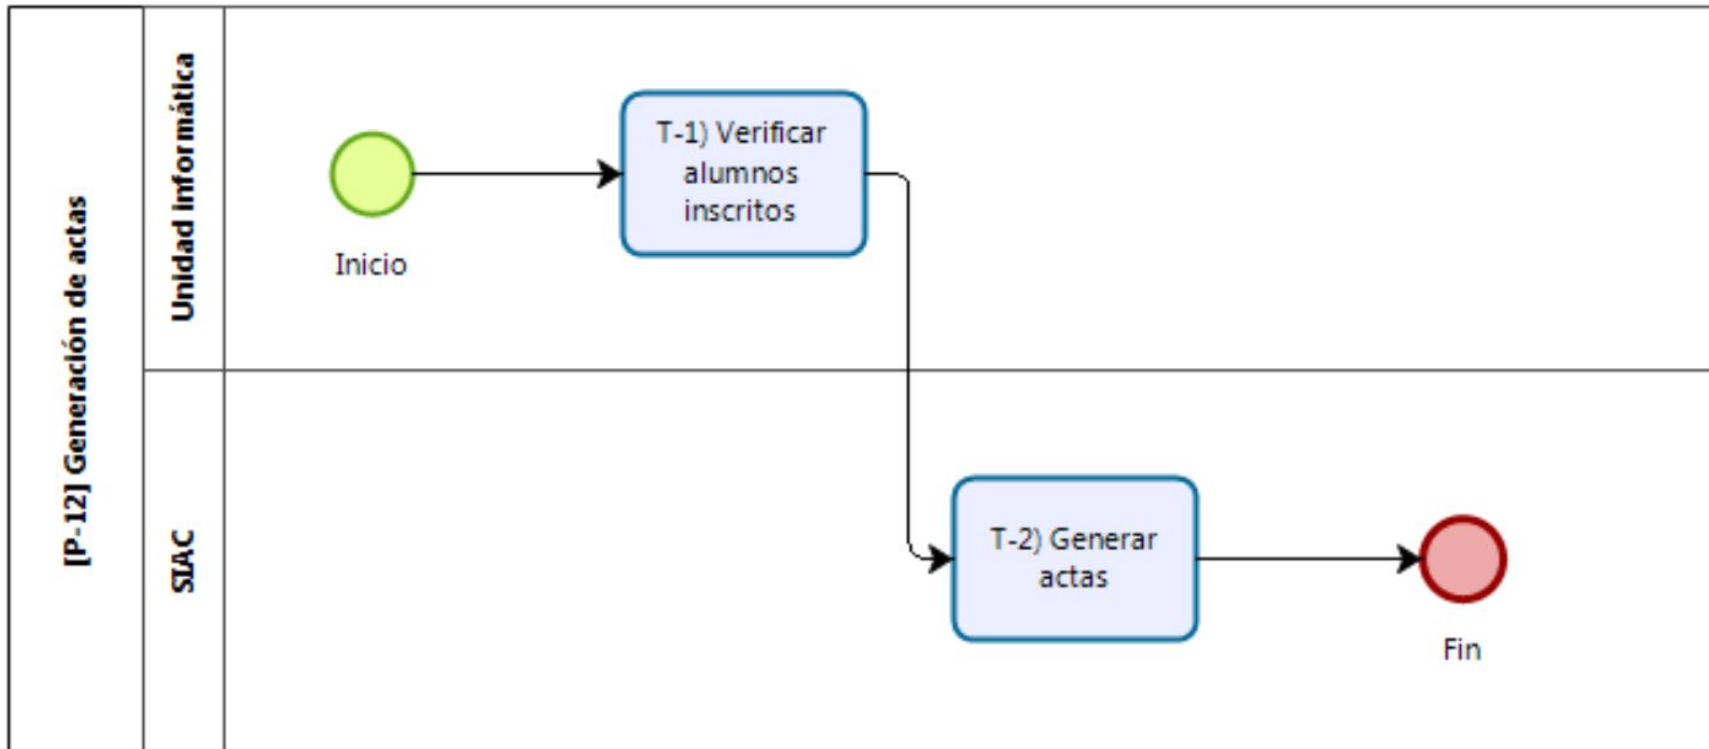 [P-12] Generación de actas
Unidad informática
Inicio
T-1) Verificar
alumnos
inscritos
SIAC
T-2) Generar
actas
Fin